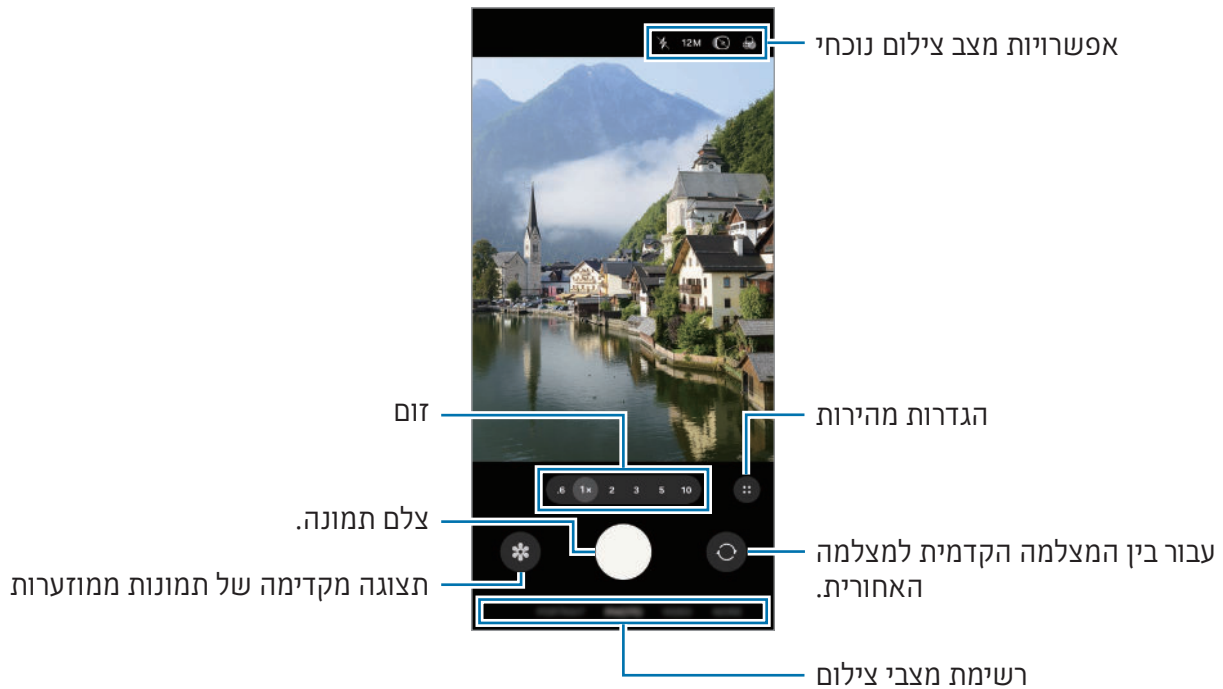 אפשרויות מצב צילום נוכחי
12M
זום
הגדרות מהירות
.6 1x 2 3 5 10
צלם תמונה.
עבור בין המצלמה הקדמית למצלמה
האחורית.
תצוגה מקדימה של תמונות ממוזערות
רשימת מצבי צילום